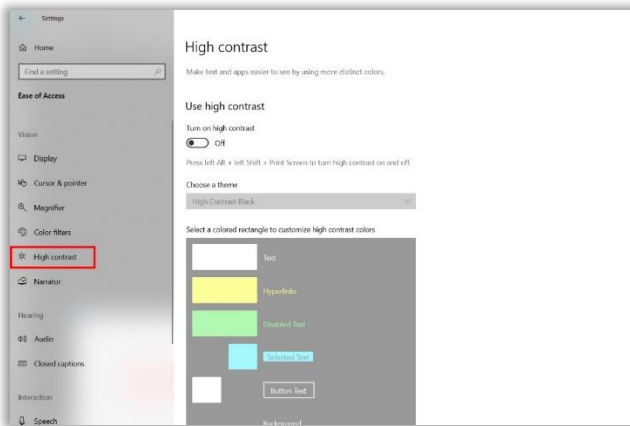 Settings
Home
Find a setting
Ease of Access
Vision
Display
Cursor & pointer
Magnifier
Color filters
High contrast
Narrator
Hearing
Audio
Closed captions
Interaction
Speech
High contrast
Make text and apps easier to see by using more distinct colors.
Use high contrast
Turn on high contrast
Off
Press left Alt + left Shift + Print Screen to turn high contrast on and off.
Choose a theme
High Contrast Black
Select a colored rectangle to customize high contrast colors
Text
Hyperlinks
Disabled Text
Selected Text
Button Text
Background